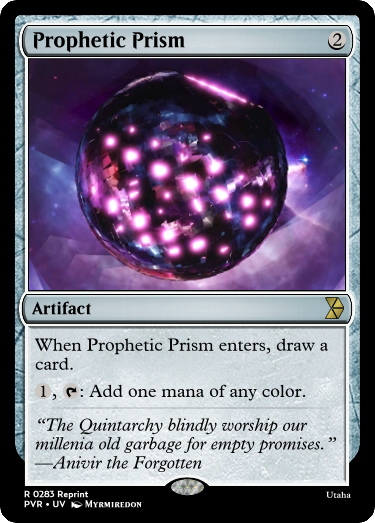 Prophetic Prism 2
Artifact
When Prophetic Prism enters, draw a
card.
1, : Add one mana of any color.
"The Quintarchy blindly worship our
millenia old garbage for empty promises."
—Anivir the Forgotten
R 0283 Reprint
PVR • UV Myrmiredon
Utaha